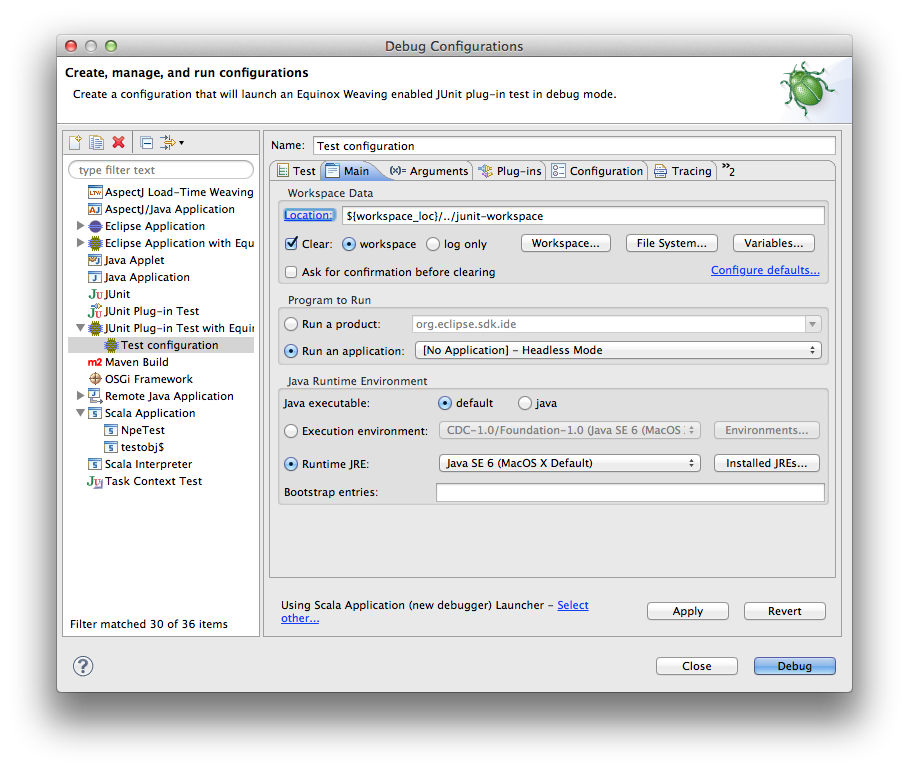 Debug Configurations
Create, manage, and run configurations
Create a configuration that will launch an Equinox Weaving enabled JUnit plug-in test in debug mode.
type filter text
LTW AspectJ Load-Time Weaving
AJ AspectJ/Java Application
Eclipse Application
Eclipse Application with Equ
Java Applet
Java Application
JUnit
JUnit Plug-in Test
JUnit Plug-in Test with Equin
Test configuration
m2 Maven Build
OSGi Framework
Remote Java Application
Scala Application
NpeTest
testobj$
Scala Interpreter
Task Context Test
Filter matched 30 of 36 items
Name: Test configuration
Test Main (x)= Arguments Plug-ins Configuration Tracing »2
Workspace Data
Location: ${workspace_loc}/../junit-workspace
Clear: workspace log only Workspace... File System... Variables...
Ask for confirmation before clearing Configure defaults...
Program to Run
Run a product: org.eclipse.sdk.ide
Run an application: [No Application] – Headless Mode
Java Runtime Environment
Java executable: default java
Execution environment: CDC-1.0/Foundation-1.0 (Java SE 6 (MacOS Environments...
Runtime JRE: Java SE 6 (MacOS X Default) Installed JREs...
Bootstrap entries:
Using Scala Application (new debugger) Launcher – Select
other...
Apply Revert
? Close Debug